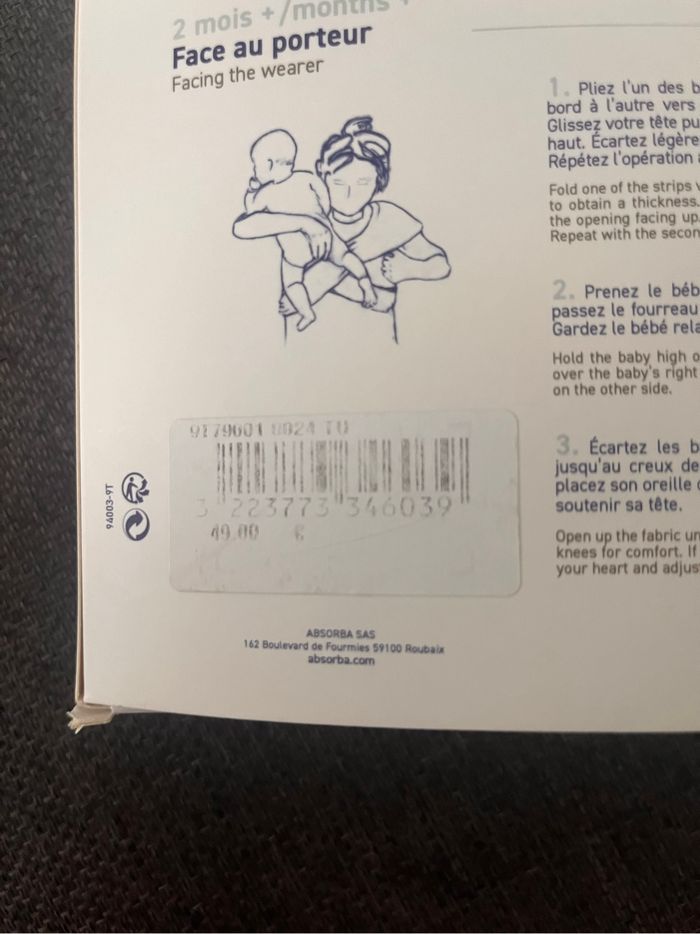 2 mois +/months +
Face au porteur
Facing the wearer
1. Pliez l'un des b
bord à l'autre vers
Glissez votre tête pu
haut. Écartez légère
Répétez l'opération
Fold one of the strips
to obtain a thickness.
the opening facing up.
Repeat with the secon
2. Prenez le béb
passez le fourreau
Gardez le bébé rela
Hold the baby high o
over the baby's right
on the other side.
3. Écartez les b
jusqu'au creux de
placez son oreille
soutenir sa tête.
Open up the fabric un
knees for comfort. If
your heart and adjus
9179601 8024 TU
3 223773 346039
49.00 €
94003-9T
ABSORBA SAS
162 Boulevard de Fourmies 59100 Roubaix
absorba.com